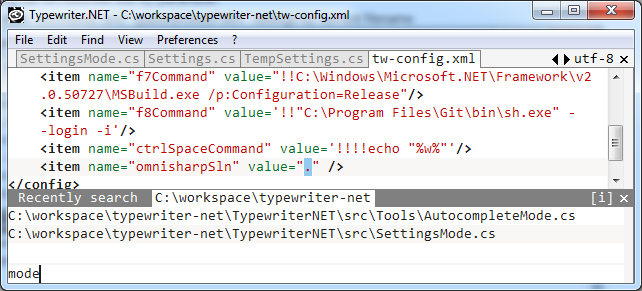 Typewriter.NET - C:\workspace\typewriter-net\tw-config.xml
File Edit Find View Preferences ?
SettingsMode.cs Settings.cs TempSettings.cs tw-config.xml utf-8 x
<item name="f7Command" value="!!C:\Windows\Microsoft.NET\Framework\v2
.0.50727\MSBuild.exe /p:Configuration=Release"/>
<item name="f8Command" value='!!"C:\Program Files\Git\bin\sh.exe" -
-login -i'/>
<item name="ctrlSpaceCommand" value='!!!!echo "%w%"'/>
<item name="omnisharpSln" value="." />
</config>
Recently search C:\workspace\typewriter-net [i] x
C:\workspace\typewriter-net\TypewriterNET\src\Tools\AutocompleteMode.cs
C:\workspace\typewriter-net\TypewriterNET\src\SettingsMode.cs
mode